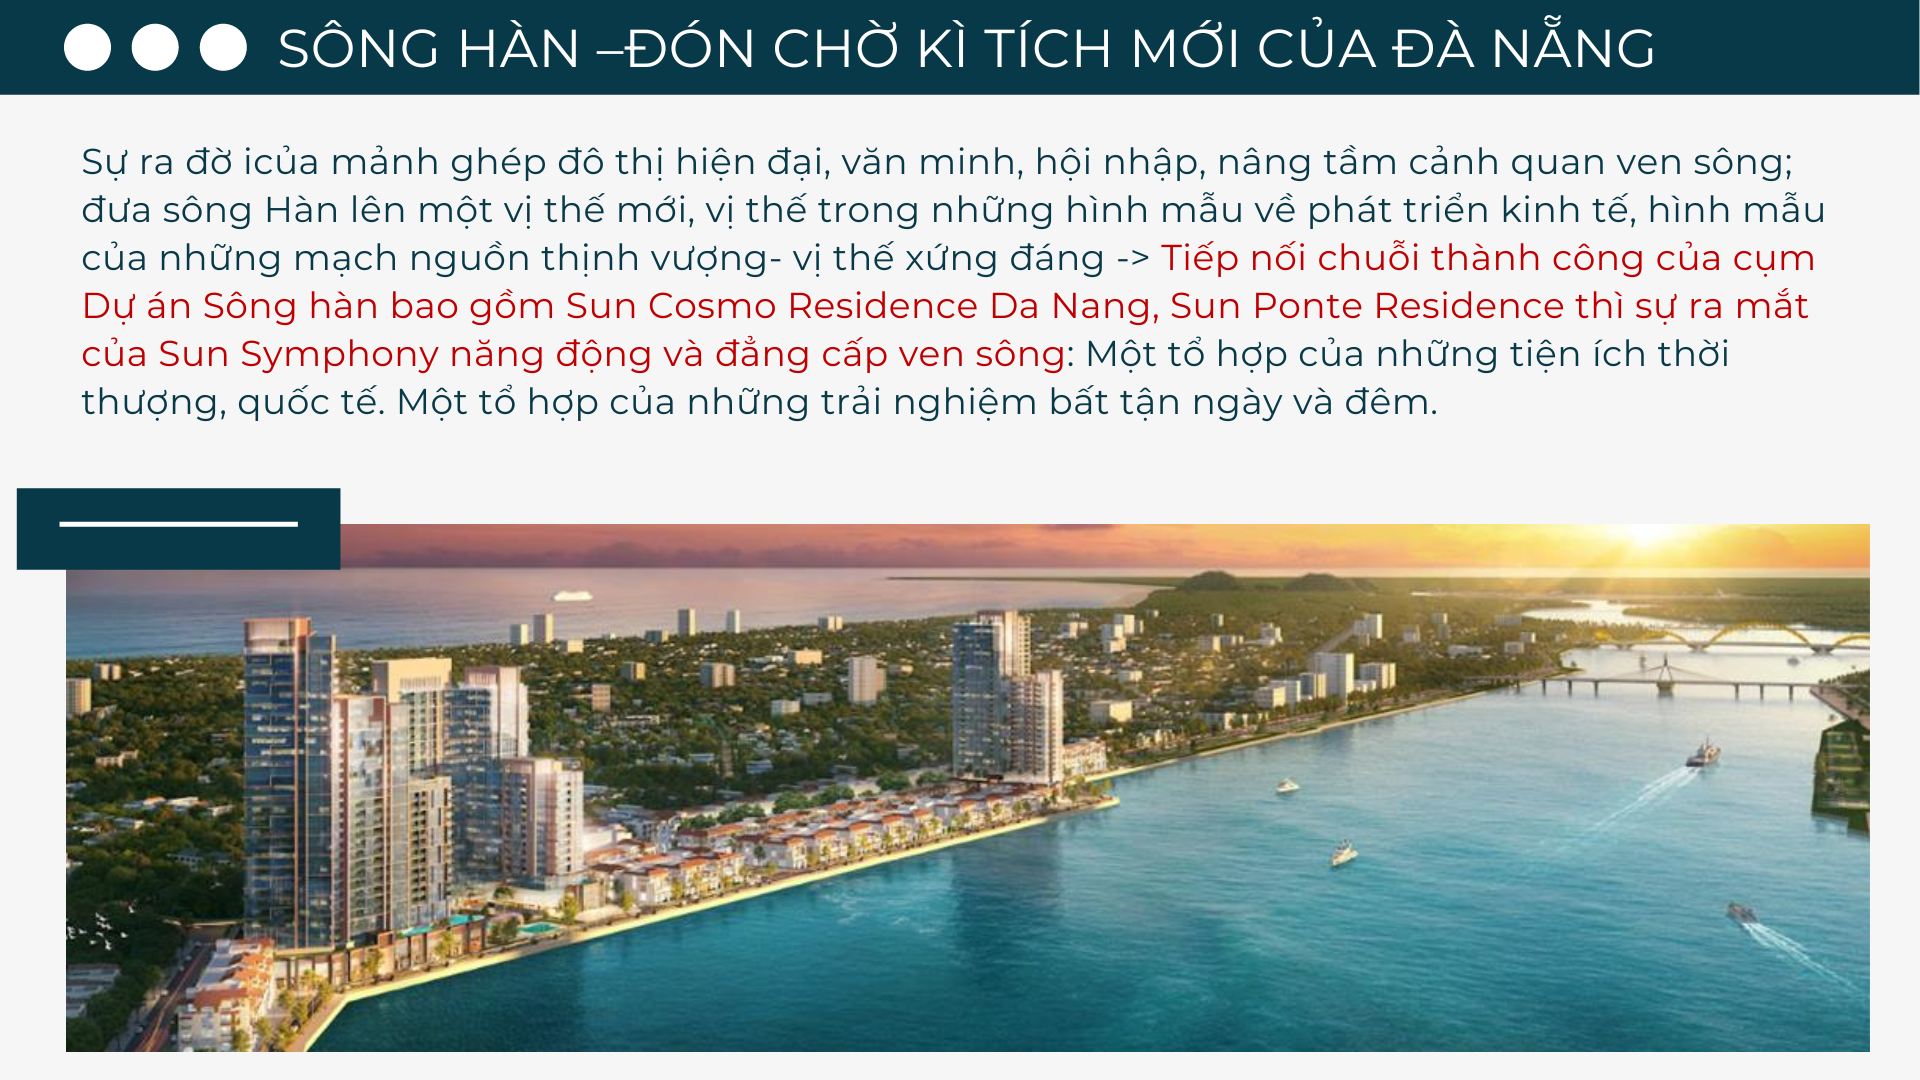 SÔNG HÀN –ĐÓN CHỜ KÌ TÍCH MỚI CỦA ĐÀ NẴNG
Sự ra đờ icủa mảnh ghép đô thị hiện đại, văn minh, hội nhập, nâng tầm cảnh quan ven sông;
đưa sông Hàn lên một vị thế mới, vị thế trong những hình mẫu về phát triển kinh tế, hình mẫu
của những mạch nguồn thịnh vượng- vị thế xứng đáng -> Tiếp nối chuỗi thành công của cụm
Dự án Sông hàn bao gồm Sun Cosmo Residence Da Nang, Sun Ponte Residence thì sự ra mắt
của Sun Symphony năng động và đẳng cấp ven sông: Một tổ hợp của những tiện ích thời
thượng, quốc tế. Một tổ hợp của những trải nghiệm bất tận ngày và đêm.